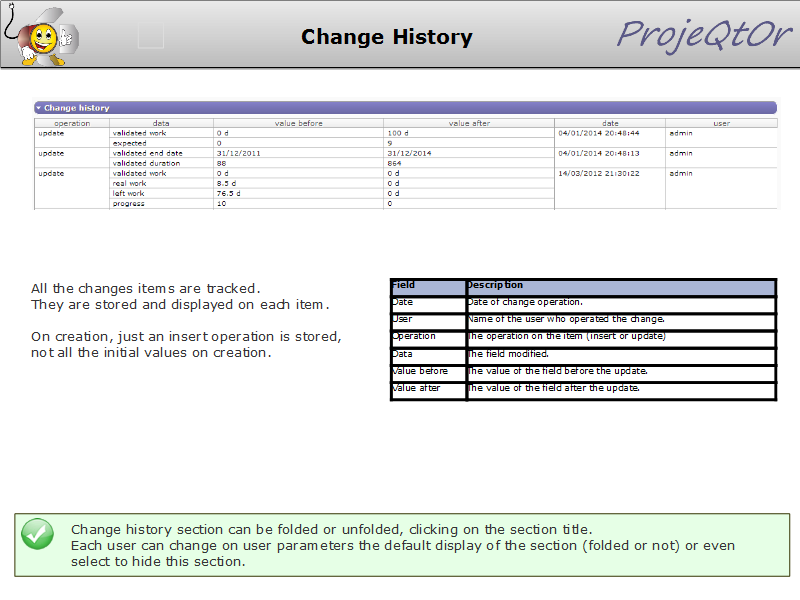 Change History
ProjeQtOr
Change history
operation data value before value after date user
update validated work 0 d 100 d 04/01/2014 20:48:44 admin
expected 0 9
update validated end date 31/12/2011 31/12/2014 04/01/2014 20:48:13 admin
validated duration 88 864
update validated work 0 d 0 d 14/03/2012 21:30:22 admin
real work 8.5 d 0 d
left work 76.5 d 0 d
progress 10 0
All the changes items are tracked.
They are stored and displayed on each item.
On creation, just an insert operation is stored,
not all the initial values on creation.
Field Description
Date Date of change operation.
User Name of the user who operated the change.
Operation The operation on the item (insert or update)
Data The field modified.
Value before The value of the field before the update.
Value after The value of the field after the update.
Change history section can be folded or unfolded, clicking on the section title.
Each user can change on user parameters the default display of the section (folded or not) or even
select to hide this section.